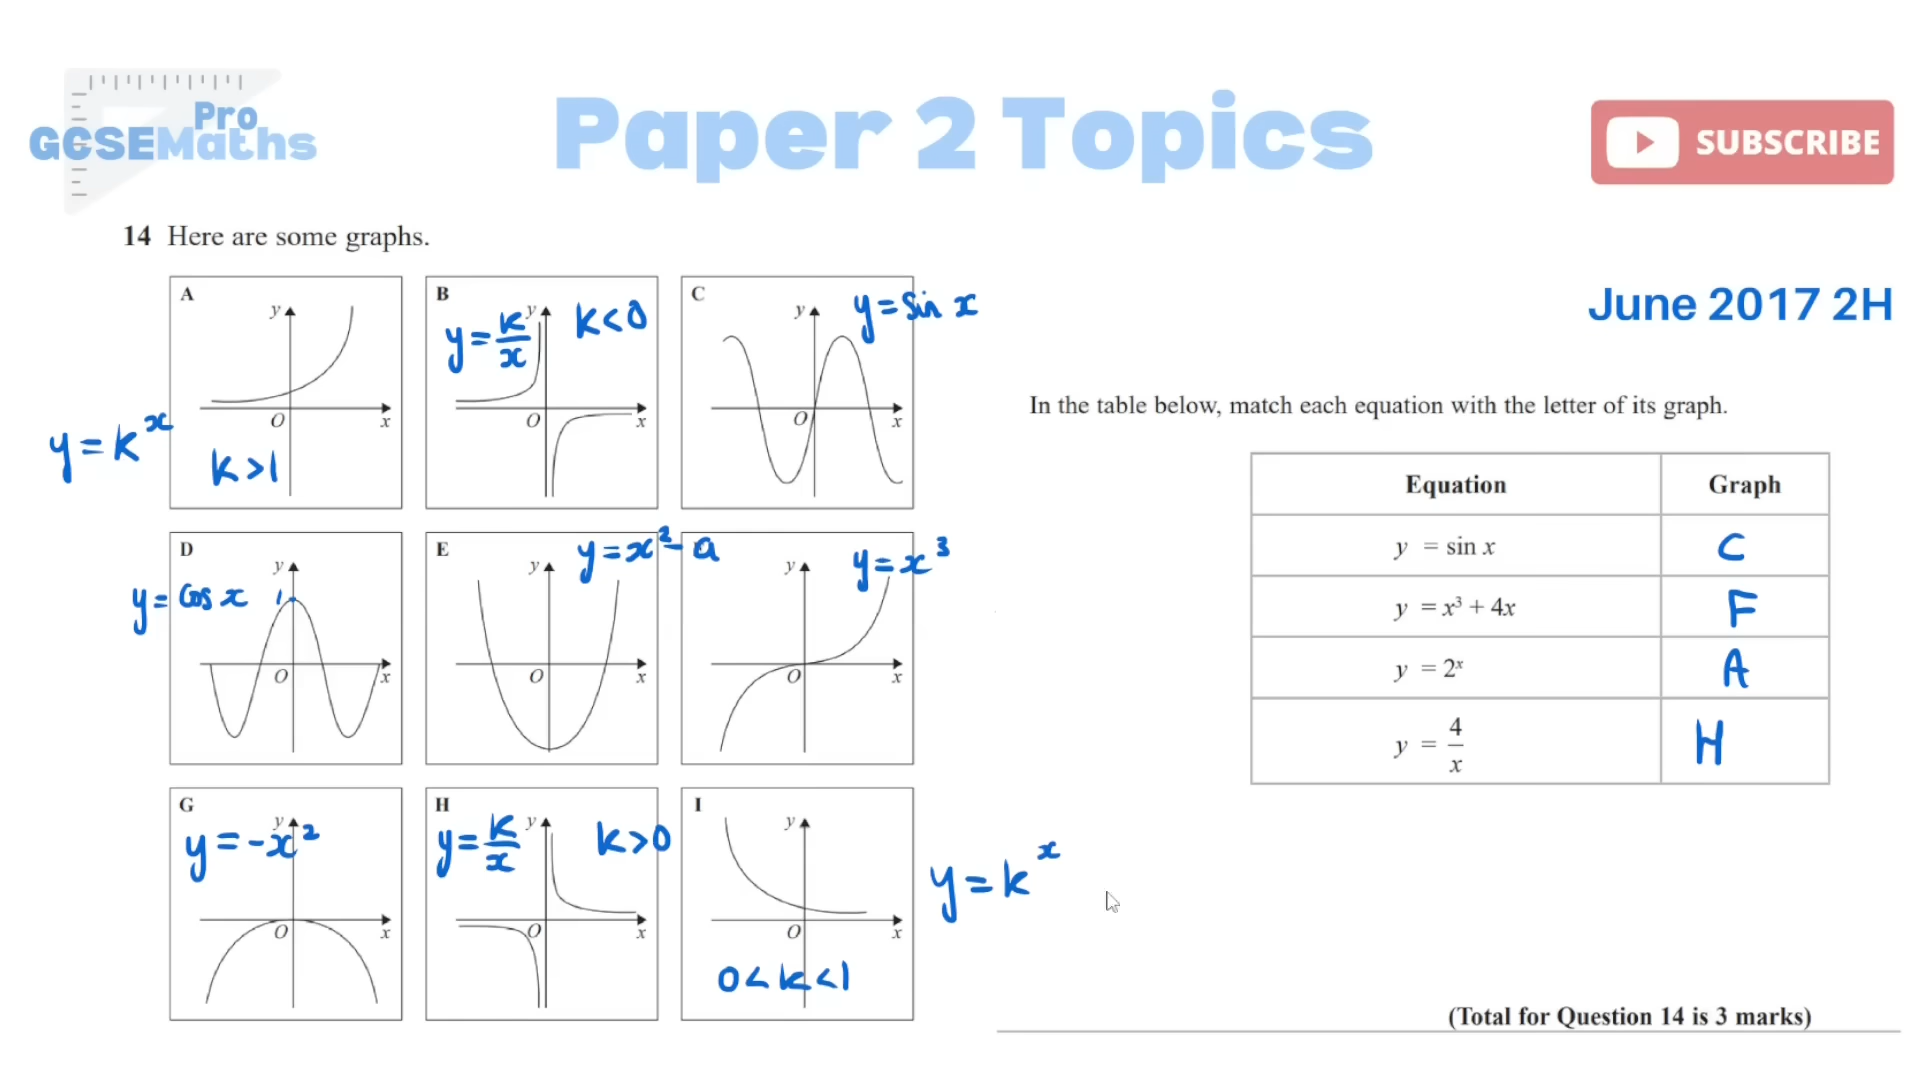 Pro
GCSEMaths
Paper 2 Topics
SUBSCRIBE
14 Here are some graphs.
June 2017 2H
A
y
O
x
y = k^x
k > 1
B
y
y = k/x
k < 0
O
x
C
y
y = sin x
O
x
D
y
y = cos x
1
O
x
E
y
y = x² - a
O
x
y
y = x³
O
x
G
y
y = -x²
O
x
H
y
y = k/x
k > 0
O
x
I
y
O
x
y = k^x
0 < k < 1
In the table below, match each equation with the letter of its graph.
Equation Graph
y = sin x C
y = x³ + 4x F
y = 2^x A
y = 4/x H
(Total for Question 14 is 3 marks)